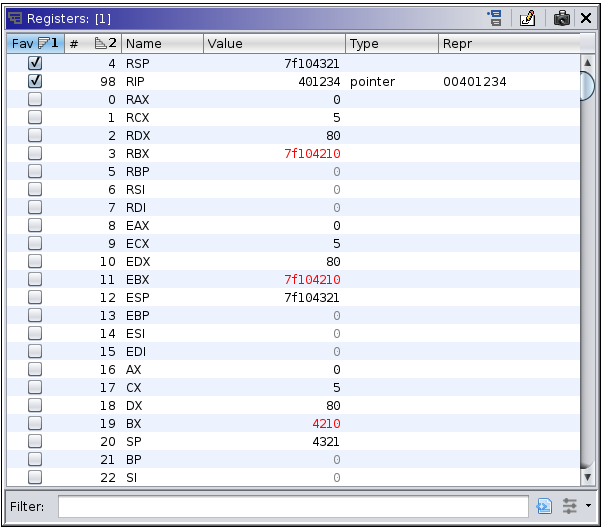 Registers: [1]
Fav 1 # 2 Name Value Type Repr
4 RSP 7f104321
98 RIP 401234 pointer 00401234
0 RAX 0
1 RCX 5
2 RDX 80
3 RBX 7f104210
5 RBP 0
6 RSI 0
7 RDI 0
8 EAX 0
9 ECX 5
10 EDX 80
11 EBX 7f104210
12 ESP 7f104321
13 EBP 0
14 ESI 0
15 EDI 0
16 AX 0
17 CX 5
18 DX 80
19 BX 4210
20 SP 4321
21 BP 0
22 SI 0
Filter: